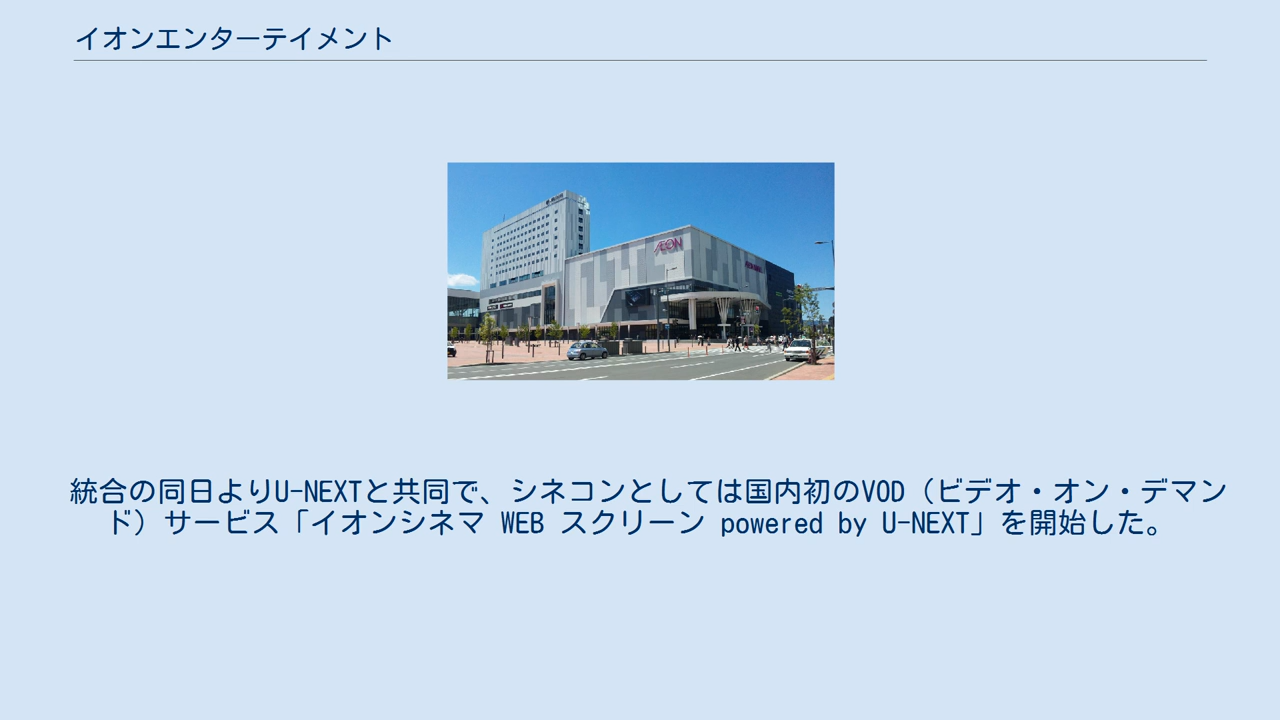 イオンエンターテイメント
ÆON
統合の同日よりU-NEXTと共同で、シネコンとしては国内初のVOD（ビデオ・オン・デマン
ド）サービス「イオンシネマ WEB スクリーン powered by U-NEXT」を開始した。